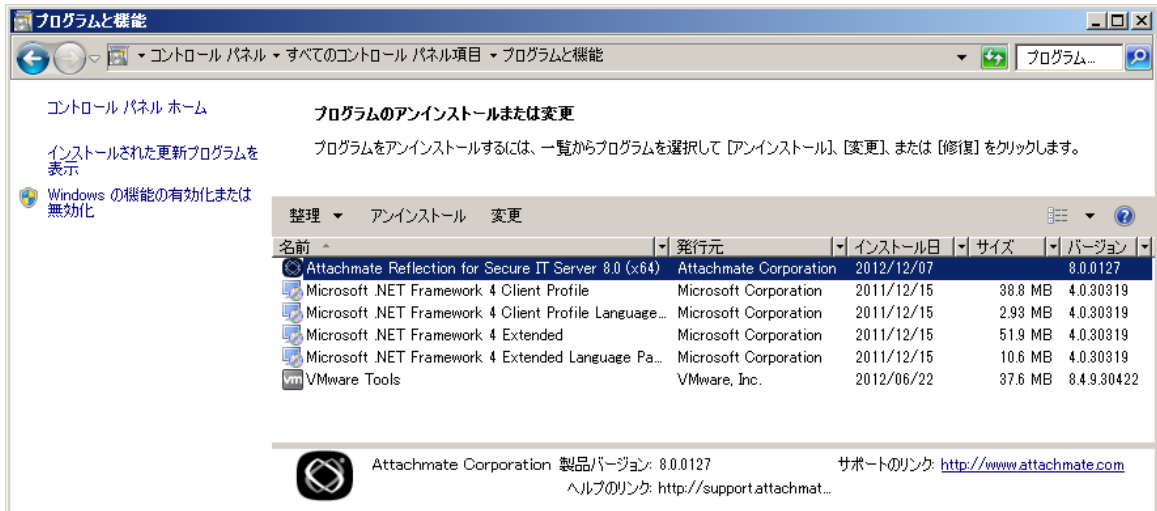 プログラムと機能
コントロール パネル すべてのコントロール パネル項目 プログラムと機能 プログラム...
コントロール パネル ホーム
インストールされた更新プログラムを
表示
Windows の機能の有効化または
無効化
プログラムのアンインストールまたは変更
プログラムをアンインストールするには、一覧からプログラムを選択して [アンインストール]、[変更]、または [修復] をクリックします。
整理 アンインストール 変更
名前 発行元 インストール日 サイズ バージョン
Attachmate Reflection for Secure IT Server 8.0 (x64) Attachmate Corporation 2012/12/07 8.0.0127
Microsoft .NET Framework 4 Client Profile Microsoft Corporation 2011/12/15 38.8 MB 4.0.30319
Microsoft .NET Framework 4 Client Profile Language... Microsoft Corporation 2011/12/15 2.93 MB 4.0.30319
Microsoft .NET Framework 4 Extended Microsoft Corporation 2011/12/15 51.9 MB 4.0.30319
Microsoft .NET Framework 4 Extended Language Pa... Microsoft Corporation 2011/12/15 10.6 MB 4.0.30319
vm VMware Tools VMware, Inc. 2012/06/22 37.6 MB 8.4.9.30422
Attachmate Corporation 製品バージョン: 8.0.0127 サポートのリンク: http://www.attachmate.com
ヘルプのリンク: http://support.attachmat...